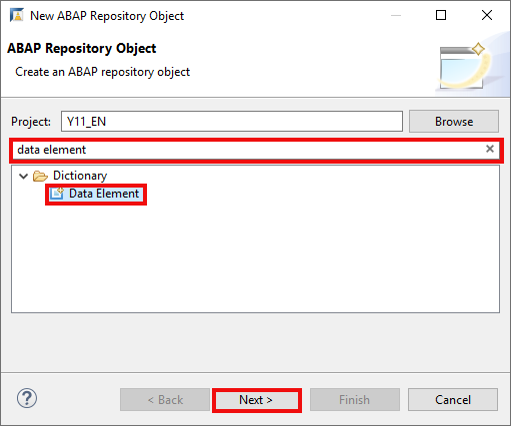 New ABAP Repository Object
ABAP Repository Object
Create an ABAP repository object
Project: Y11_EN Browse
data element
Dictionary
Data Element
< Back Next > Finish Cancel